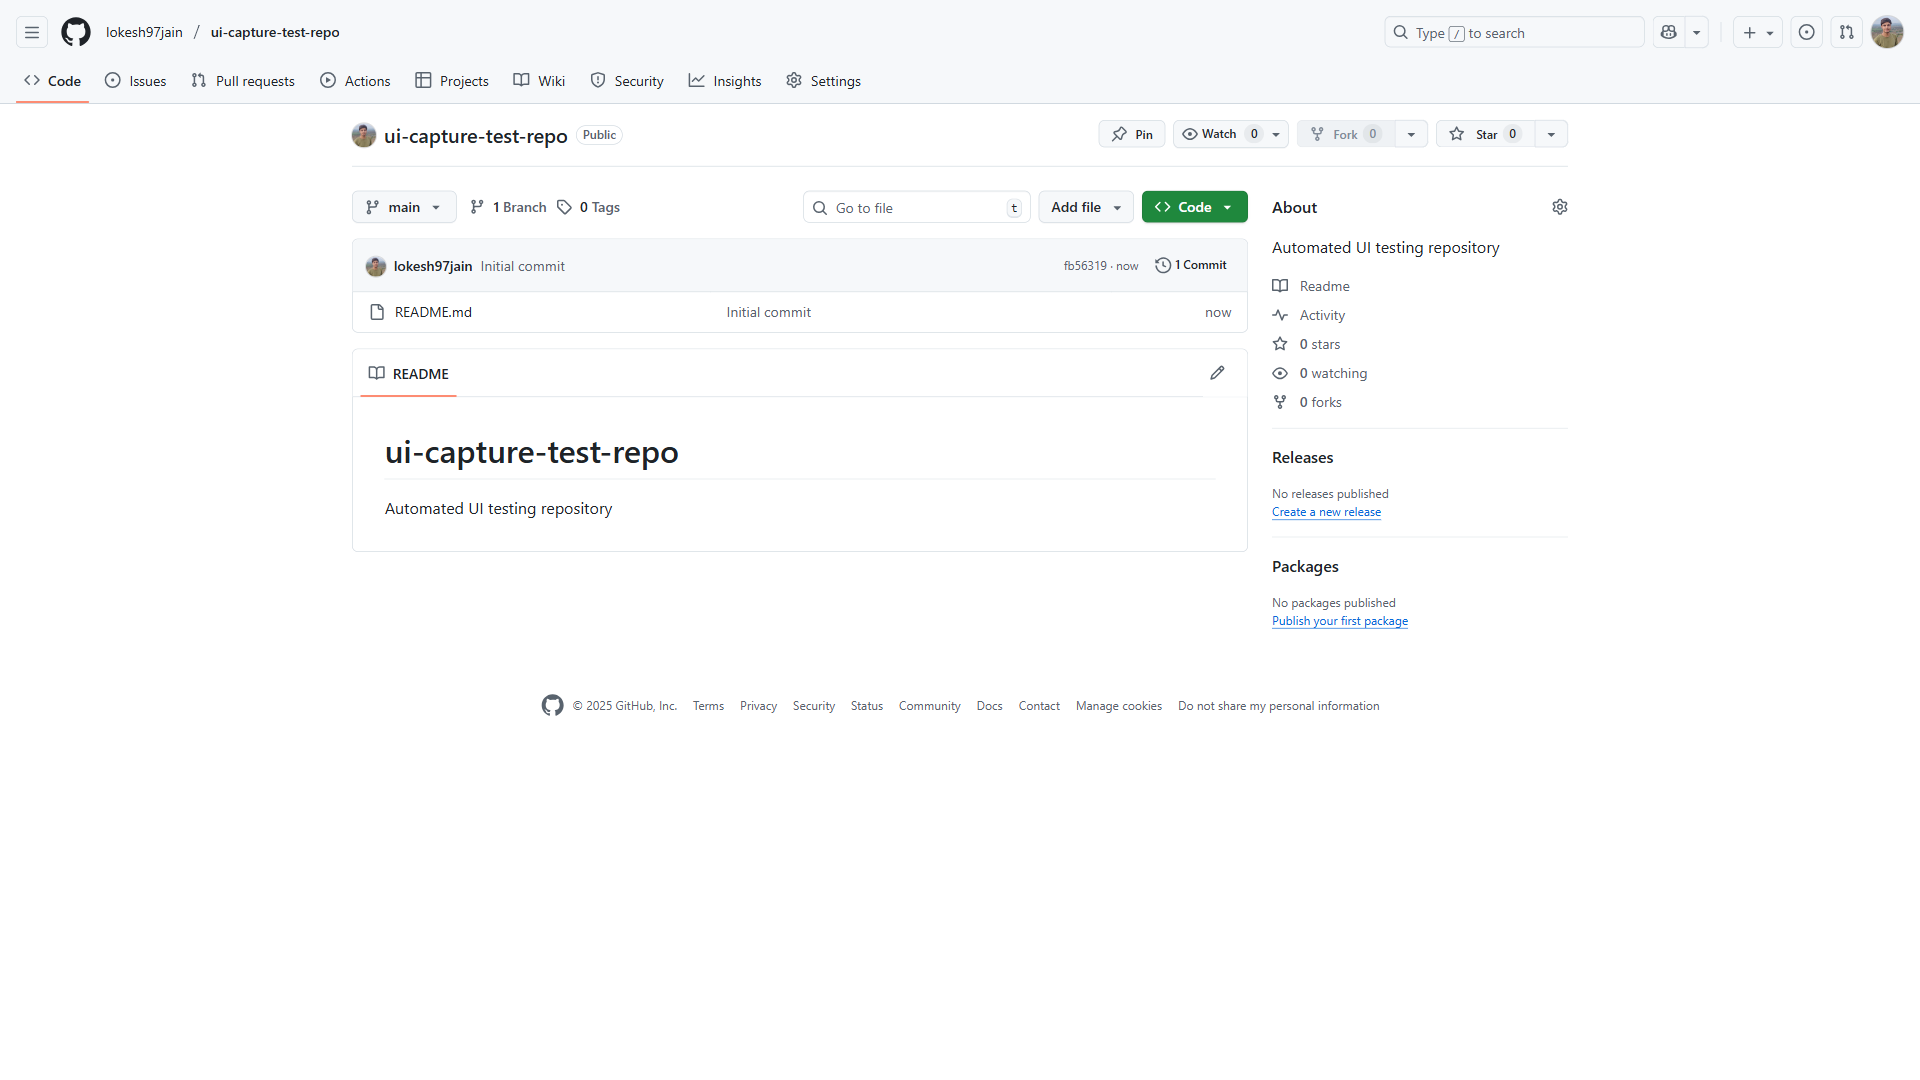 lokesh97jain / ui-capture-test-repo
Type / to search
Code Issues Pull requests Actions Projects Wiki Security Insights Settings
ui-capture-test-repo Public
Pin Watch 0 Fork 0 Star 0
main 1 Branch 0 Tags Go to file t Add file Code
lokesh97jain Initial commit fb56319 · now 1 Commit
README.md Initial commit now
README
ui-capture-test-repo
Automated UI testing repository
About
Automated UI testing repository
Readme
Activity
0 stars
0 watching
0 forks
Releases
No releases published
Create a new release
Packages
No packages published
Publish your first package
© 2025 GitHub, Inc. Terms Privacy Security Status Community Docs Contact Manage cookies Do not share my personal information